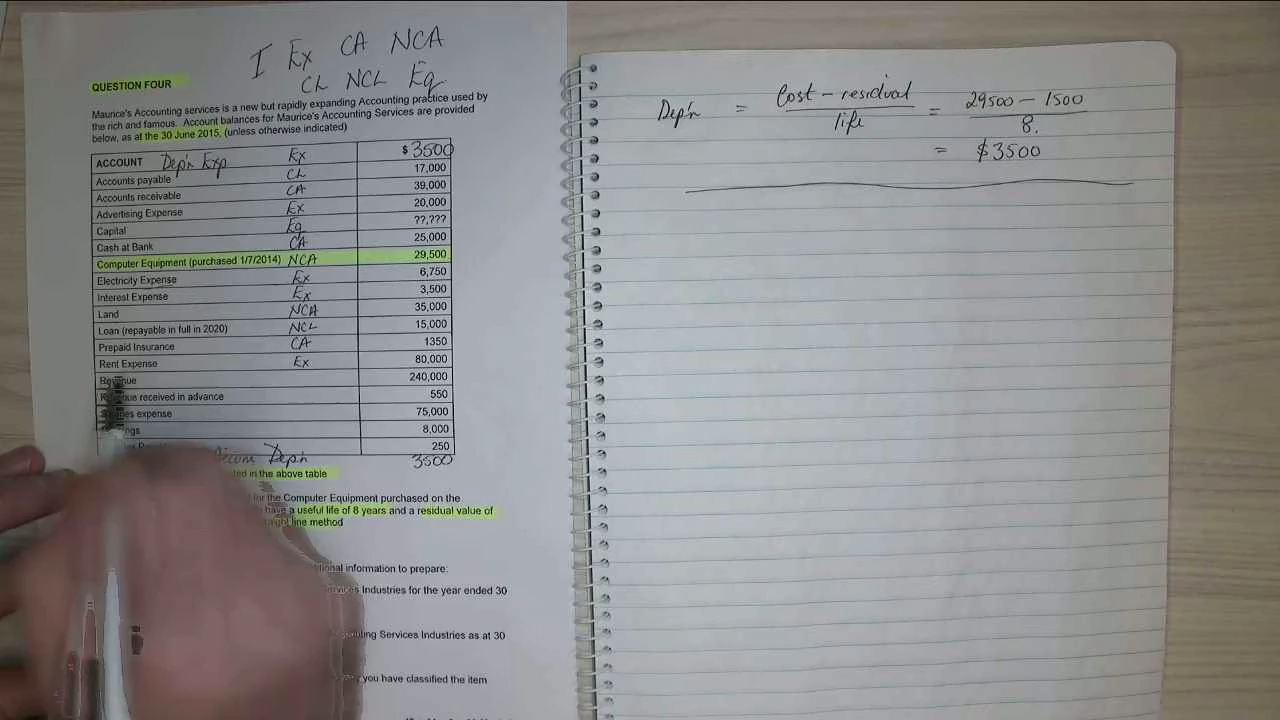 I Ex CA NCA
CL NCL Eq
QUESTION FOUR
Maurice's Accounting services is a new but rapidly expanding Accounting practice used by
the rich and famous. Account balances for Maurice's Accounting Services are provided
below, as at the 30 June 2015, (unless otherwise indicated)
ACCOUNT Dep'n Exp Ex $ 3500
Accounts payable CL 17,000
Accounts receivable CA 39,000
Advertising Expense Ex 20,000
Capital Eq ??,???
Cash at Bank CA 25,000
Computer Equipment (purchased 1/7/2014) NCA 29,500
Electricity Expense Ex 6,750
Interest Expense Ex 3,500
Land NCA 35,000
Loan (repayable in full in 2020) NCL 15,000
Prepaid Insurance CA 1350
Rent Expense Ex 80,000
Revenue 240,000
received in advance 550
expense 75,000
8,000
250
Accum Dep'n 3500
in the above table
for the Computer Equipment purchased on the
have a useful life of 8 years and a residual value of
line method
information to prepare:
Services Industries for the year ended 30
Services Industries as at 30
you have classified the item
Dep'n = Cost - residual / life = 29500 - 1500 / 8.
= $3500